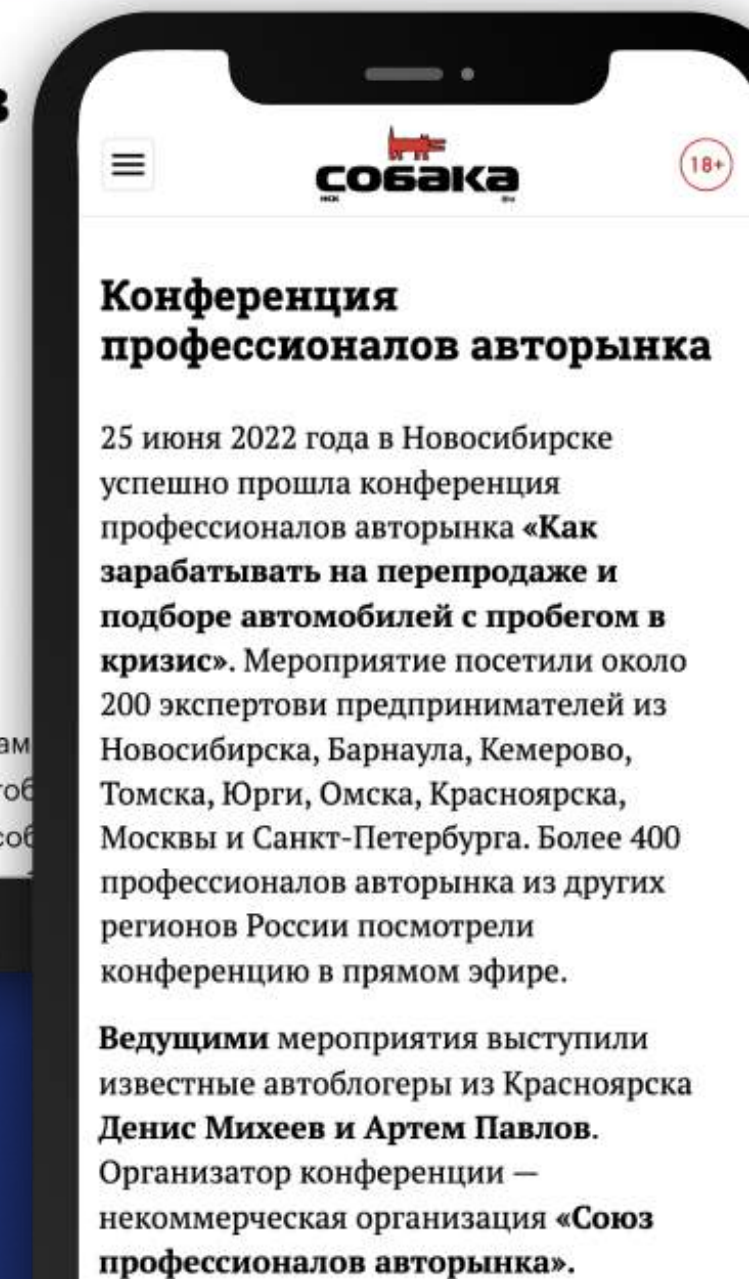 собака
18+
Конференция
профессионалов авторынка
25 июня 2022 года в Новосибирске
успешно прошла конференция
профессионалов авторынка «Как
зарабатывать на перепродаже и
подборе автомобилей с пробегом в
кризис». Мероприятие посетили около
200 экспертови предпринимателей из
Новосибирска, Барнаула, Кемерово,
Томска, Юрги, Омска, Красноярска,
Москвы и Санкт-Петербурга. Более 400
профессионалов авторынка из других
регионов России посмотрели
конференцию в прямом эфире.
Ведущими мероприятия выступили
известные автоблогеры из Красноярска
Денис Михеев и Артем Павлов.
Организатор конференции —
некоммерческая организация «Союз
профессионалов авторынка».